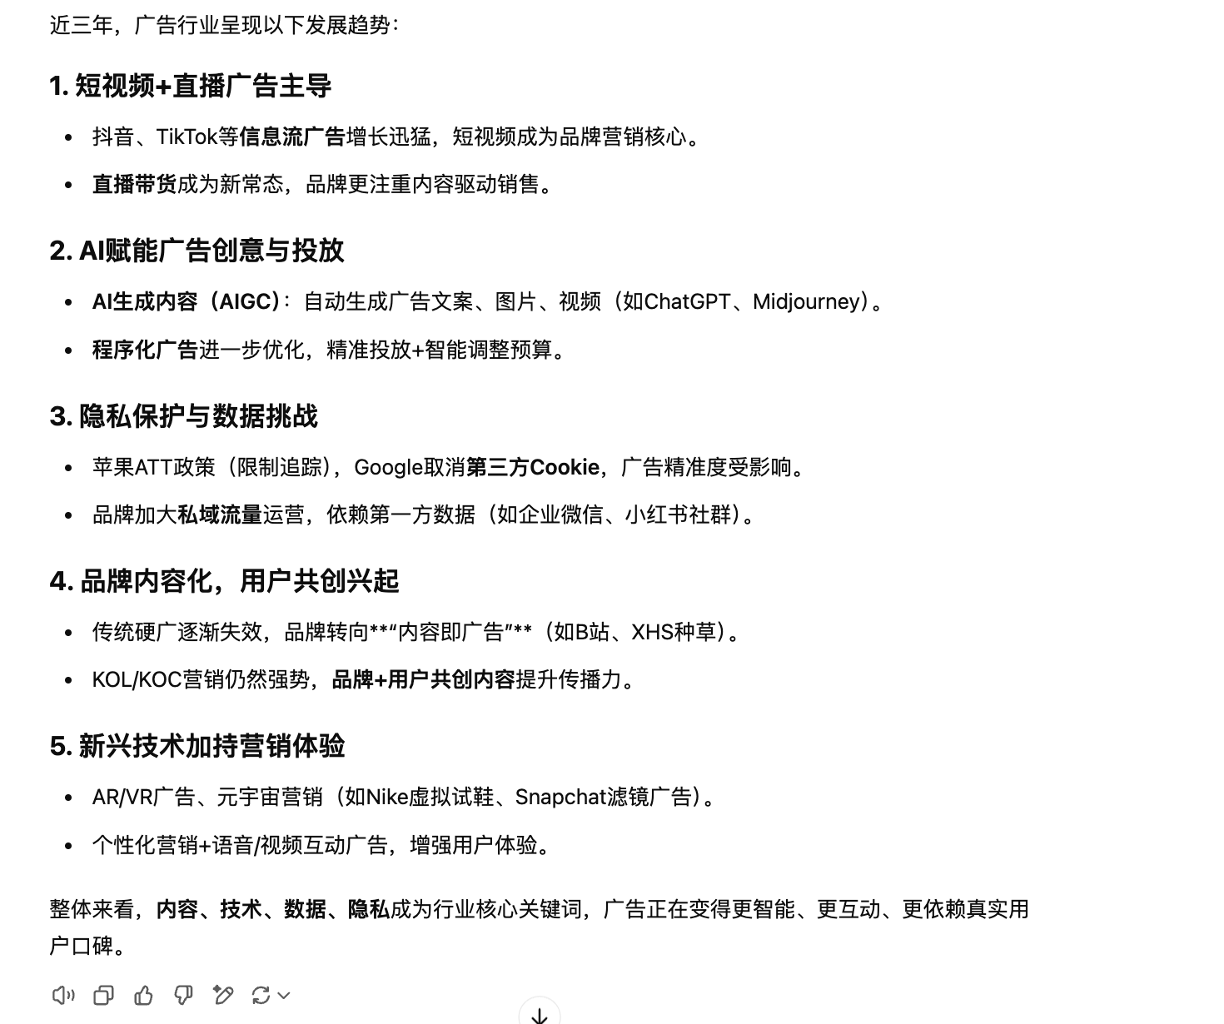 近三年，广告行业呈现以下发展趋势：
1. 短视频+直播广告主导
• 抖音、TikTok等信息流广告增长迅猛，短视频成为品牌营销核心。
• 直播带货成为新常态，品牌更注重内容驱动销售。
2. AI赋能广告创意与投放
• AI生成内容（AIGC）：自动生成广告文案、图片、视频（如ChatGPT、Midjourney）。
• 程序化广告进一步优化，精准投放+智能调整预算。
3. 隐私保护与数据挑战
• 苹果ATT政策（限制追踪），Google取消第三方Cookie，广告精准度受影响。
• 品牌加大私域流量运营，依赖第一方数据（如企业微信、小红书社群）。
4. 品牌内容化，用户共创兴起
• 传统硬广逐渐失效，品牌转向**“内容即广告”**（如B站、XHS种草）。
• KOL/KOC营销仍然强势，品牌+用户共创内容提升传播力。
5. 新兴技术加持营销体验
• AR/VR广告、元宇宙营销（如Nike虚拟试鞋、Snapchat滤镜广告）。
• 个性化营销+语音/视频互动广告，增强用户体验。
整体来看，内容、技术、数据、隐私成为行业核心关键词，广告正在变得更智能、更互动、更依赖真实用
户口碑。